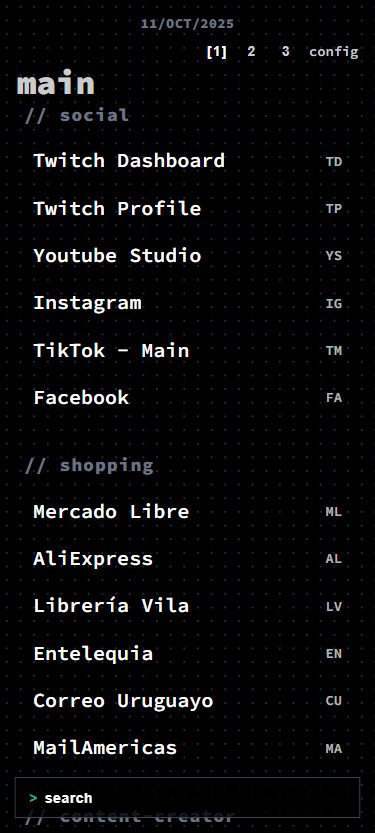 11/OCT/2025
[1] 2 3 config
main
// social
Twitch Dashboard TD
Twitch Profile TP
Youtube Studio YS
Instagram IG
TikTok - Main TM
Facebook FA
// shopping
Mercado Libre ML
AliExpress AL
Librería Vila LV
Entelequia EN
Correo Uruguayo CU
MailAmericas MA
> search
// content-creator